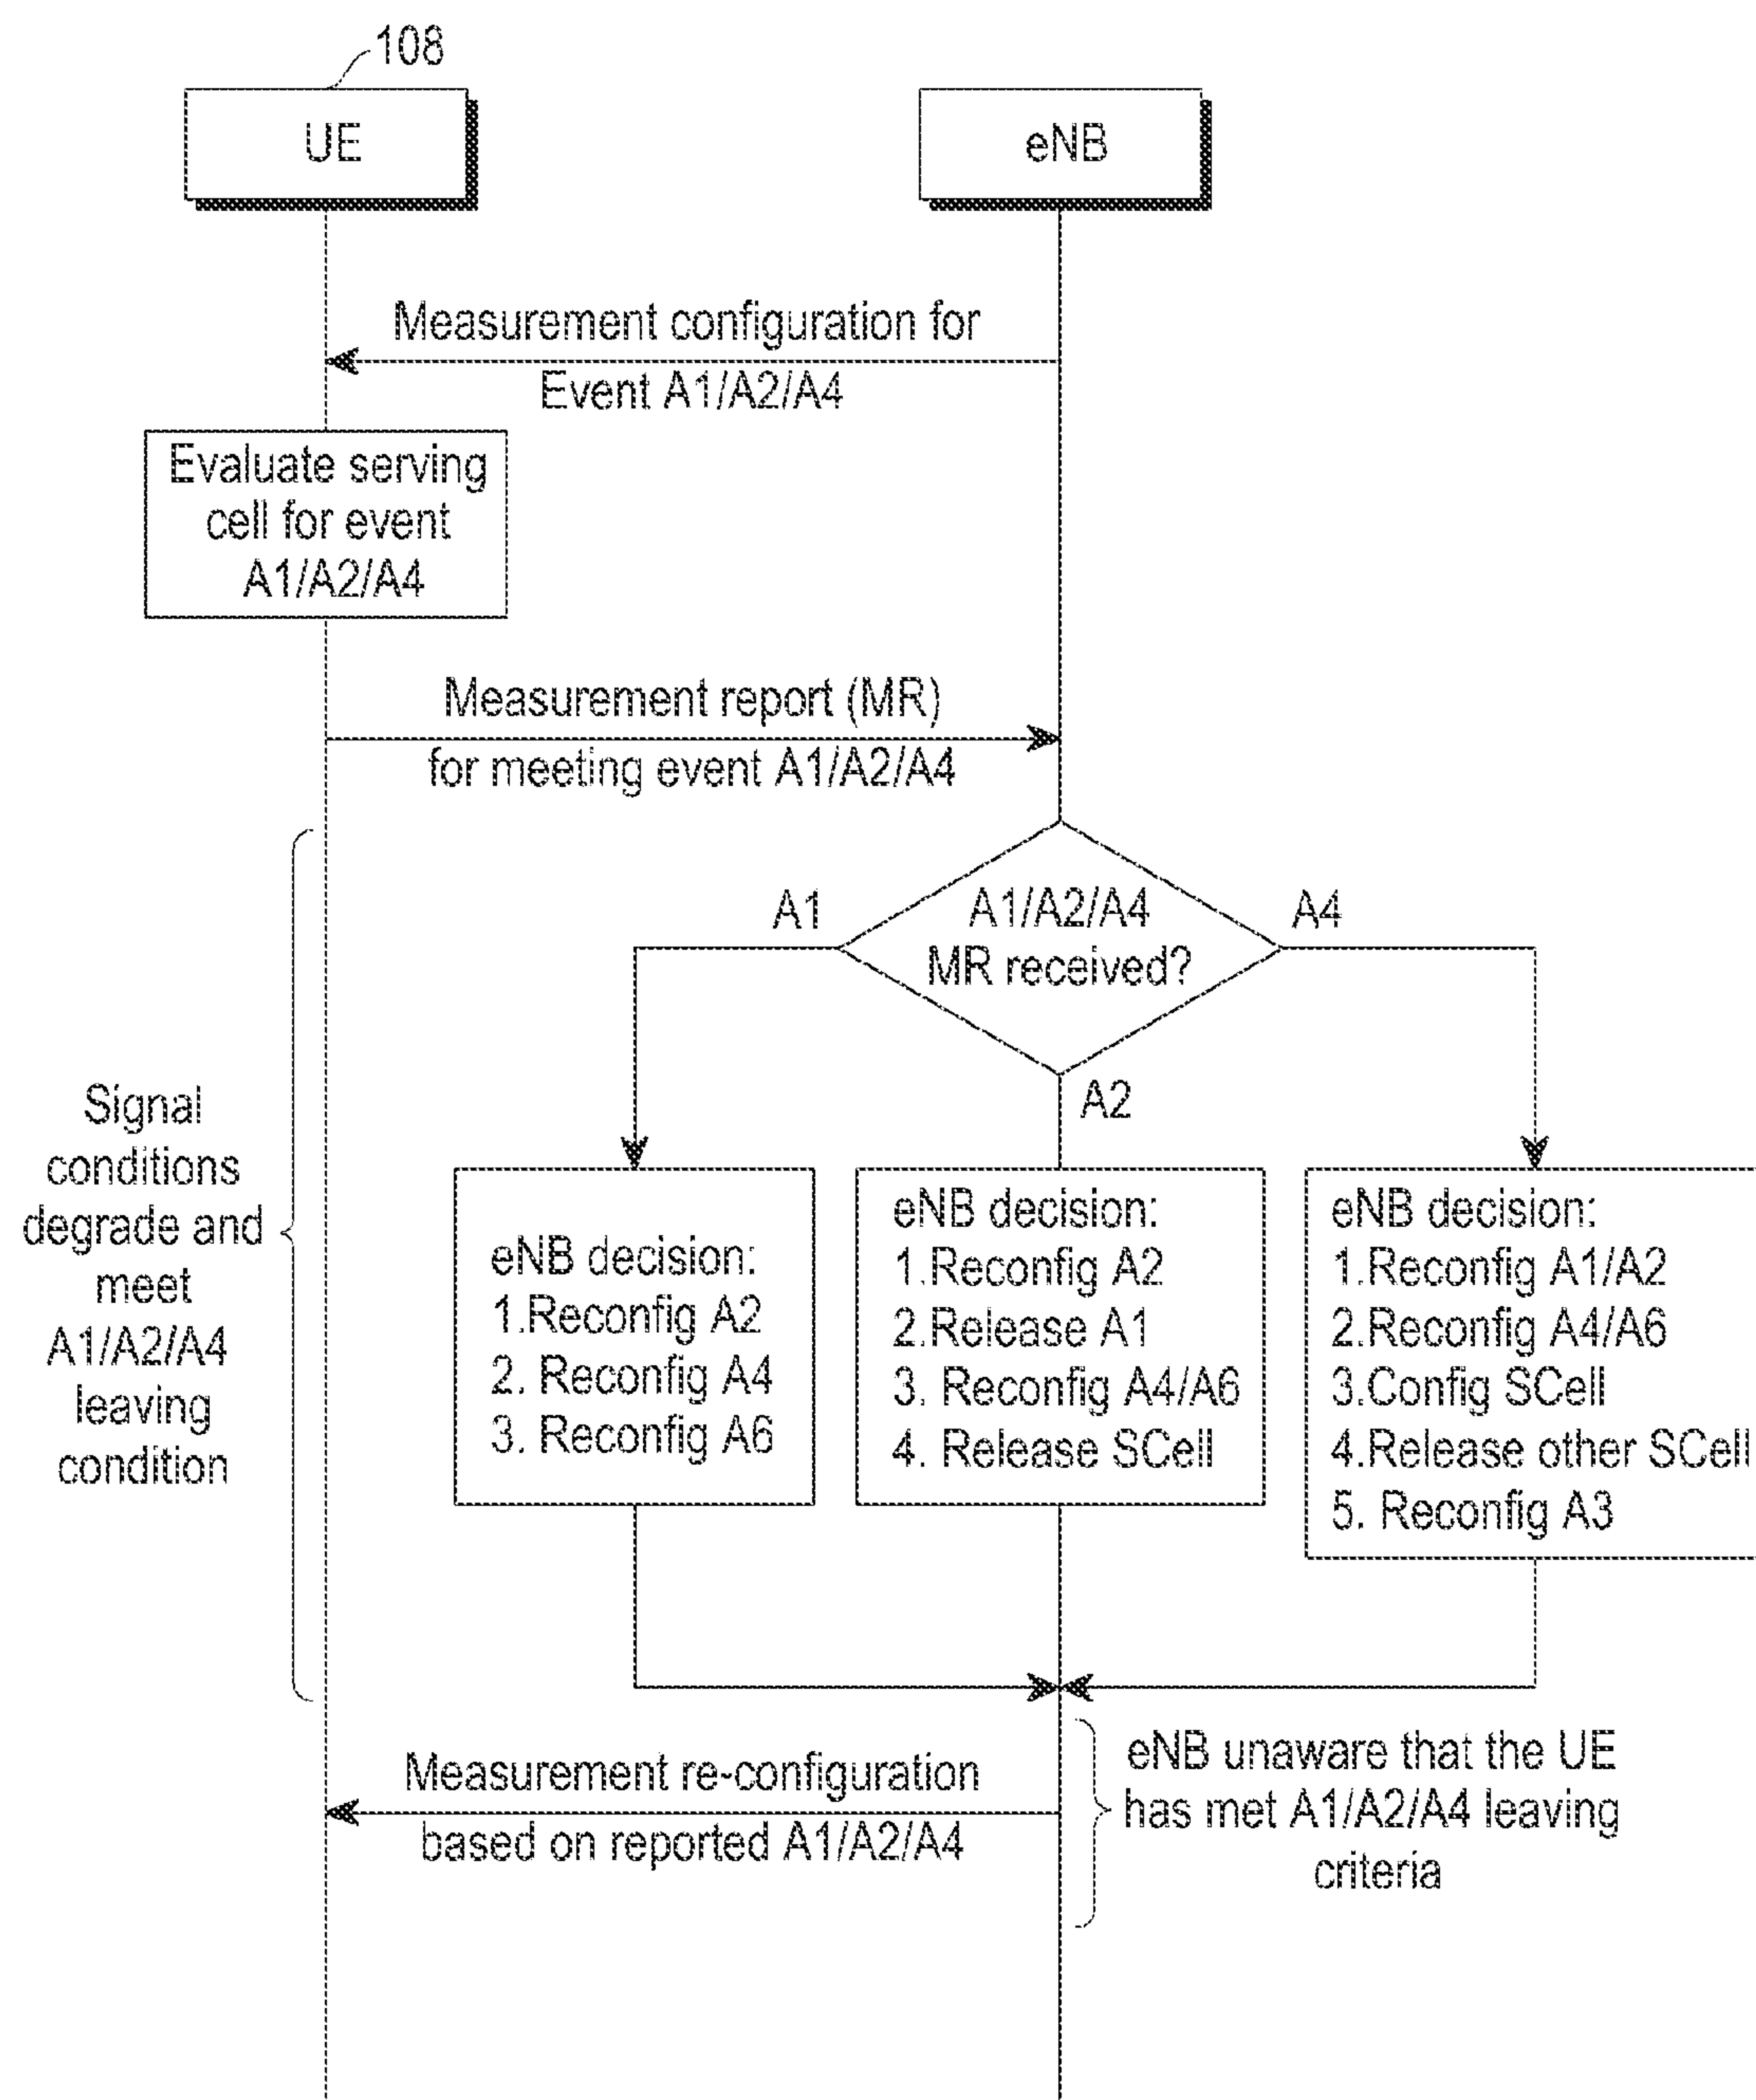 108
UE
eNB
Measurement configuration for
Event A1/A2/A4
Evaluate serving
cell for event
A1/A2/A4
Measurement report (MR)
for meeting event A1/A2/A4
A1
A1/A2/A4
MR received?
A4
A2
Signal
conditions
degrade and
meet
A1/A2/A4
leaving
condition
eNB decision:
1.Reconfig A2
2. Reconfig A4
3. Reconfig A6
eNB decision:
1.Reconfig A2
2.Release A1
3. Reconfig A4/A6
4. Release SCell
eNB decision:
1.Reconfig A1/A2
2.Reconfig A4/A6
3.Config SCell
4.Release other SCell
5. Reconfig A3
Measurement re-configuration
based on reported A1/A2/A4
eNB unaware that the UE
has met A1/A2/A4 leaving
criteria